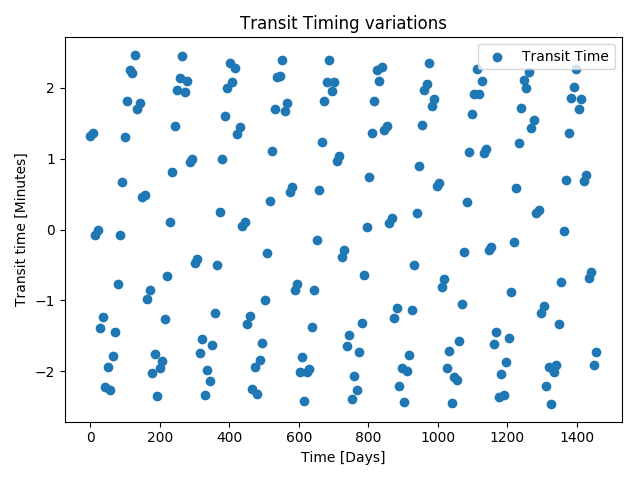 Transit Timing variations
Transit Time
2
1
0
−1
−2
Transit time [Minutes]
0 200 400 600 800 1000 1200 1400
Time [Days]